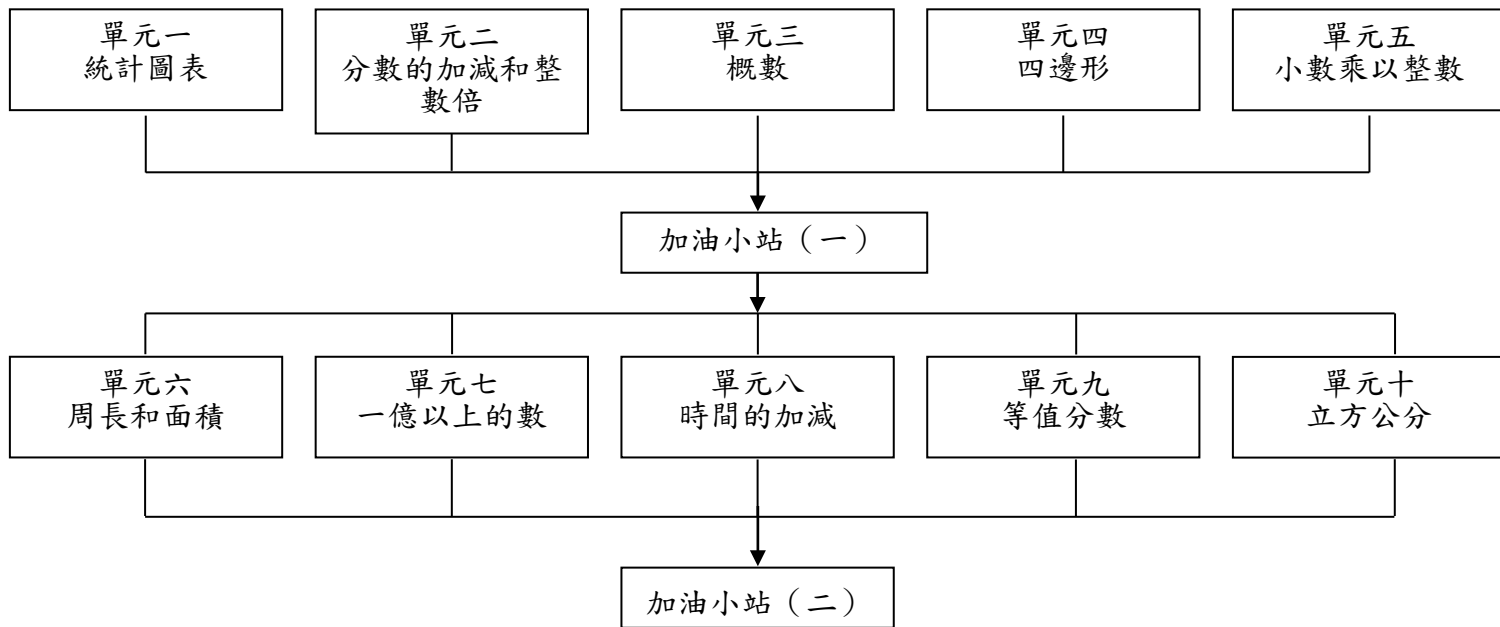 單元一
統計圖表
單元二
分數的加減和整
數倍
單元三
概數
單元四
四邊形
單元五
小數乘以整數
加油小站（一）
單元六
周長和面積
單元七
一億以上的數
單元八
時間的加減
單元九
等值分數
單元十
立方公分
加油小站（二）